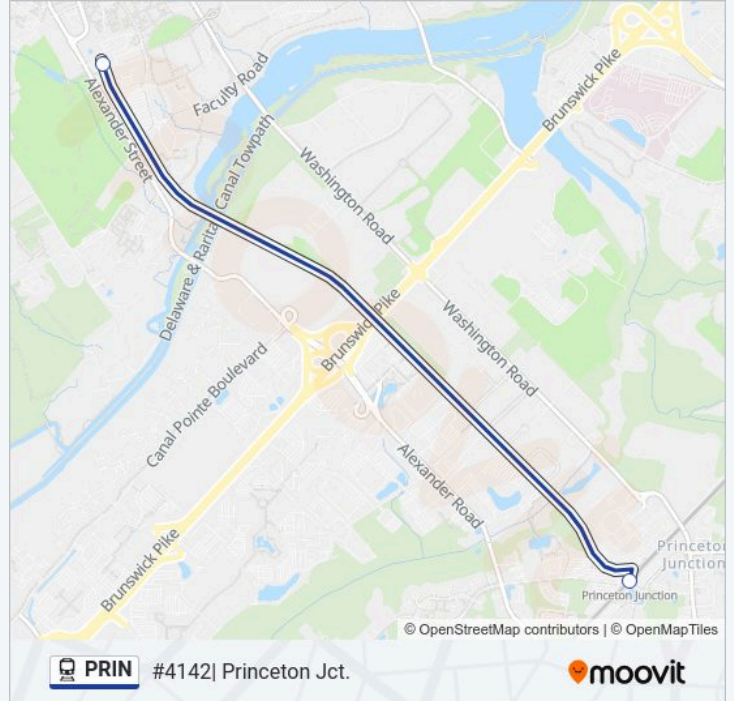 Faculty Road
Alexander Street
Brunswick Pike
Delaware & Raritan Canal Towpath
Washington Road
Brunswick Pike
Washington Road
Canal Pointe Boulevard
Alexander Road
Brunswick Pike
Princeton
Junction
Princeton Junction
© OpenStreetMap contributors | © OpenMapTiles
PRIN #4142| Princeton Jct.
moovit